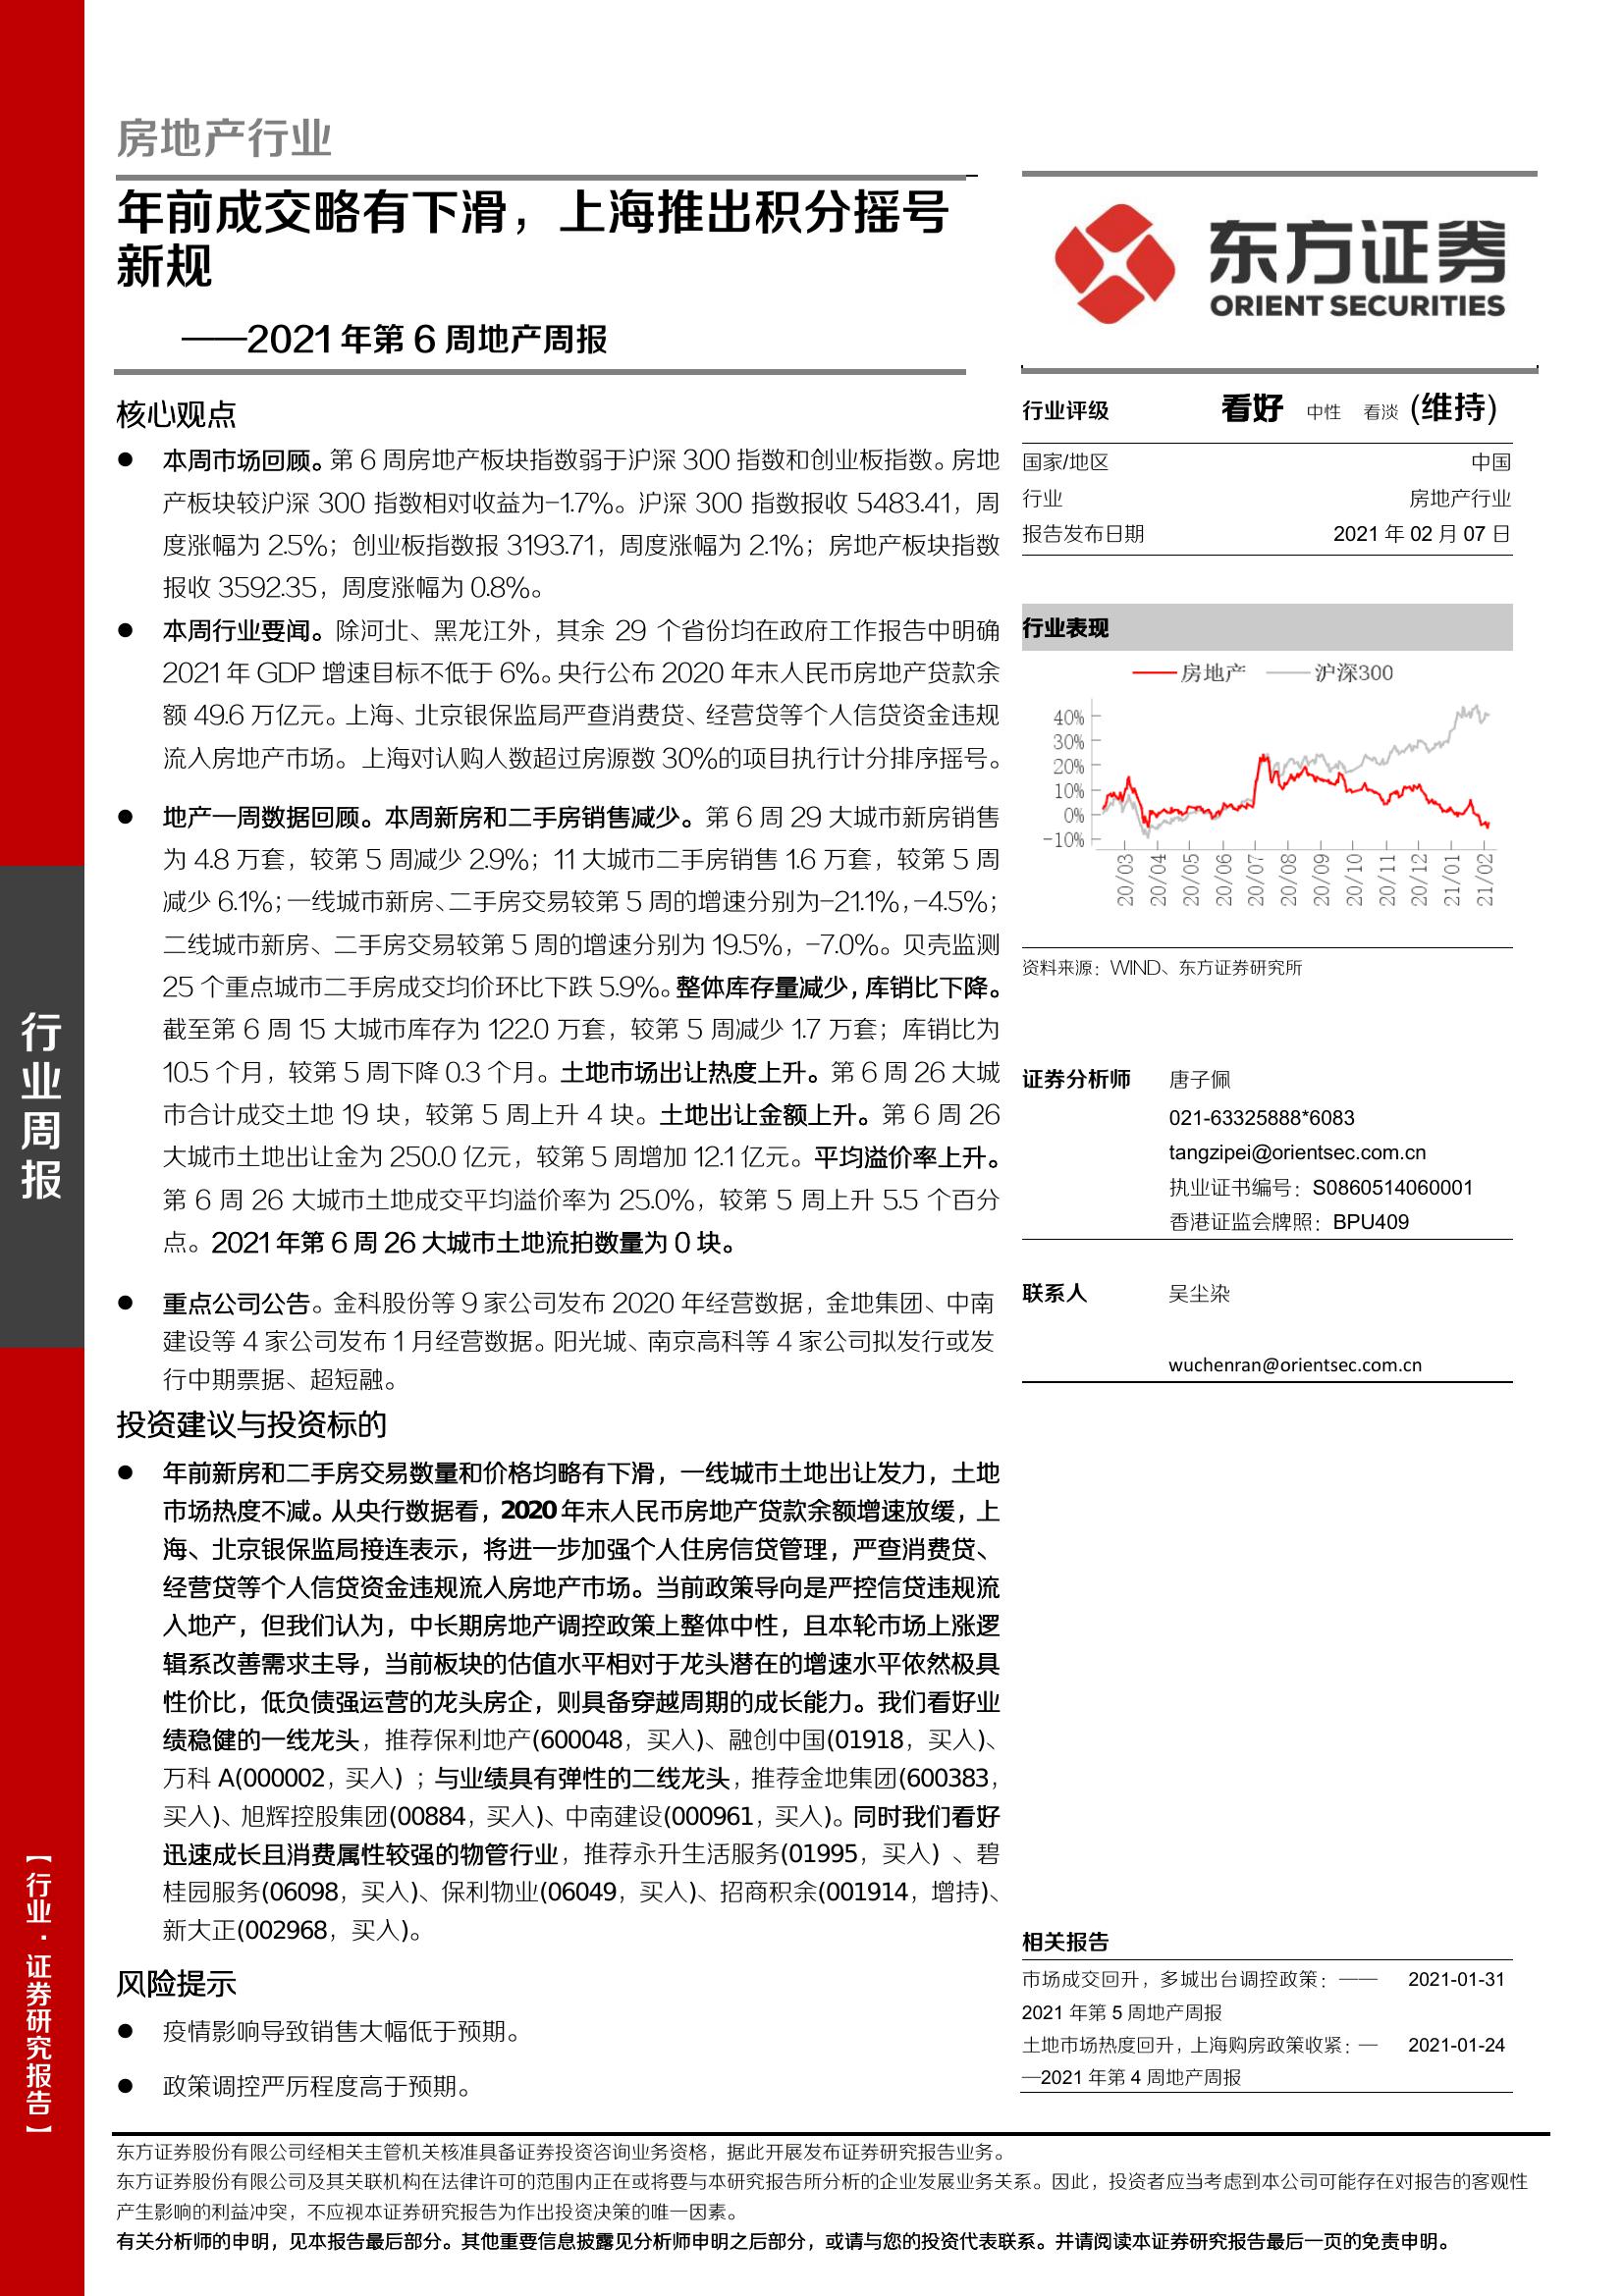 房地产行业
年前成交略有下滑，上海推出积分摇号
新规
——2021年第6周地产周报
东方证券
ORIENT SECURITIES
核心观点
● 本周市场回顾。第6周房地产板块指数弱于沪深300指数和创业板指数。房地
产板块较沪深 300 指数相对收益为-1.7%。沪深 300 指数报收 5483.41，周
度涨幅为 2.5%；创业板指数报 3193.71，周度涨幅为 2.1%；房地产板块指数
报收 3592.35，周度涨幅为 0.8%。
● 本周行业要闻。除河北、黑龙江外，其余 29 个省份均在政府工作报告中明确
2021年 GDP 增速目标不低于 6%。央行公布 2020 年末人民币房地产贷款余
额 49.6 万亿元。上海、北京银保监局严查消费贷、经营贷等个人信贷资金违规
流入房地产市场。上海对认购人数超过房源数 30%的项目执行计分排序摇号。
● 地产一周数据回顾。本周新房和二手房销售减少。第 6 周 29 大城市新房销售
为 4.8 万套，较第 5 周减少 2.9%；11 大城市二手房销售 1.6 万套，较第 5 周
减少 6.1%；一线城市新房、二手房交易较第 5 周的增速分别为-21.1%，-4.5%；
二线城市新房、二手房交易较第 5 周的增速分别为 19.5%，-7.0%。贝壳监测
25 个重点城市二手房成交均价环比下跌 5.9%。整体库存量减少，库销比下降。
截至第 6 周 15 大城市库存为 122.0 万套，较第 5 周减少 1.7 万套；库销比为
10.5 个月，较第 5 周下降 0.3 个月。土地市场出让热度上升。第 6 周 26 大城
市合计成交土地 19 块，较第 5 周上升 4 块。土地出让金额上升。第 6 周 26
大城市土地出让金为 250.0 亿元，较第 5 周增加 12.1 亿元。平均溢价率上升。
第 6 周 26 大城市土地成交平均溢价率为 25.0%，较第 5 周上升 5.5 个百分
点。2021年第 6 周 26 大城市土地流拍数量为 0 块。
● 重点公司公告。金科股份等 9 家公司发布 2020 年经营数据，金地集团、中南
建设等 4 家公司发布 1 月经营数据。阳光城、南京高科等 4 家公司拟发行或发
行中期票据、超短融。
投资建议与投资标的
● 年前新房和二手房交易数量和价格均略有下滑，一线城市土地出让发力，土地
市场热度不减。从央行数据看，2020 年末人民币房地产贷款余额增速放缓，上
海、北京银保监局接连表示，将进一步加强个人住房信贷管理，严查消费贷、
经营贷等个人信贷资金违规流入房地产市场。当前政策导向是严控信贷违规流
入地产，但我们认为，中长期房地产调控政策上整体中性，且本轮市场上涨逻
辑系改善需求主导，当前板块的估值水平相对于龙头潜在的增速水平依然极具
性价比，低负债强运营的龙头房企，则具备穿越周期的成长能力。我们看好业
绩稳健的一线龙头，推荐保利地产(600048，买入)、融创中国(01918，买入)、
万科 A(000002，买入) ；与业绩具有弹性的二线龙头，推荐金地集团(600383，
买入)、旭辉控股集团(00884，买入)、中南建设(000961，买入)。同时我们看好
迅速成长且消费属性较强的物管行业，推荐永升生活服务(01995，买入) 、碧
桂园服务(06098，买入)、保利物业(06049，买入)、招商积余(001914，增持)、
新大正(002968，买入)。
风险提示
● 疫情影响导致销售大幅低于预期。
● 政策调控严厉程度高于预期。
行业评级 看好 中性 看淡 (维持)
国家/地区 中国
行业 房地产行业
报告发布日期 2021 年 02 月 07 日
行业表现
房地产 沪深300
40%
30%
20%
10%
0%
-10%
20/03 20/04 20/05 20/06 20/07 20/08 20/09 20/10 20/11 20/12 21/01 21/02
资料来源：WIND、东方证券研究所
证券分析师 唐子佩
021-63325888*6083
tangzipei@orientsec.com.cn
执业证书编号：S0860514060001
香港证监会牌照：BPU409
联系人 吴尘染
wuchenran@orientsec.com.cn
相关报告
市场成交回升，多城出台调控政策：—— 2021-01-31
2021 年第 5 周地产周报
土地市场热度回升，上海购房政策收紧：— 2021-01-24
—2021 年第 4 周地产周报
行业周报
【行业·证券研究报告】
东方证券股份有限公司经相关主管机关核准具备证券投资咨询业务资格，据此开展发布证券研究报告业务。
东方证券股份有限公司及其关联机构在法律许可的范围内正在或将要与本研究报告所分析的企业发展业务关系。因此，投资者应当考虑到本公司可能存在对报告的客观性
产生影响的利益冲突，不应视本证券研究报告为作出投资决策的唯一因素。
有关分析师的申明，见本报告最后部分。其他重要信息披露见分析师申明之后部分，或请与您的投资代表联系。并请阅读本证券研究报告最后一页的免责申明。